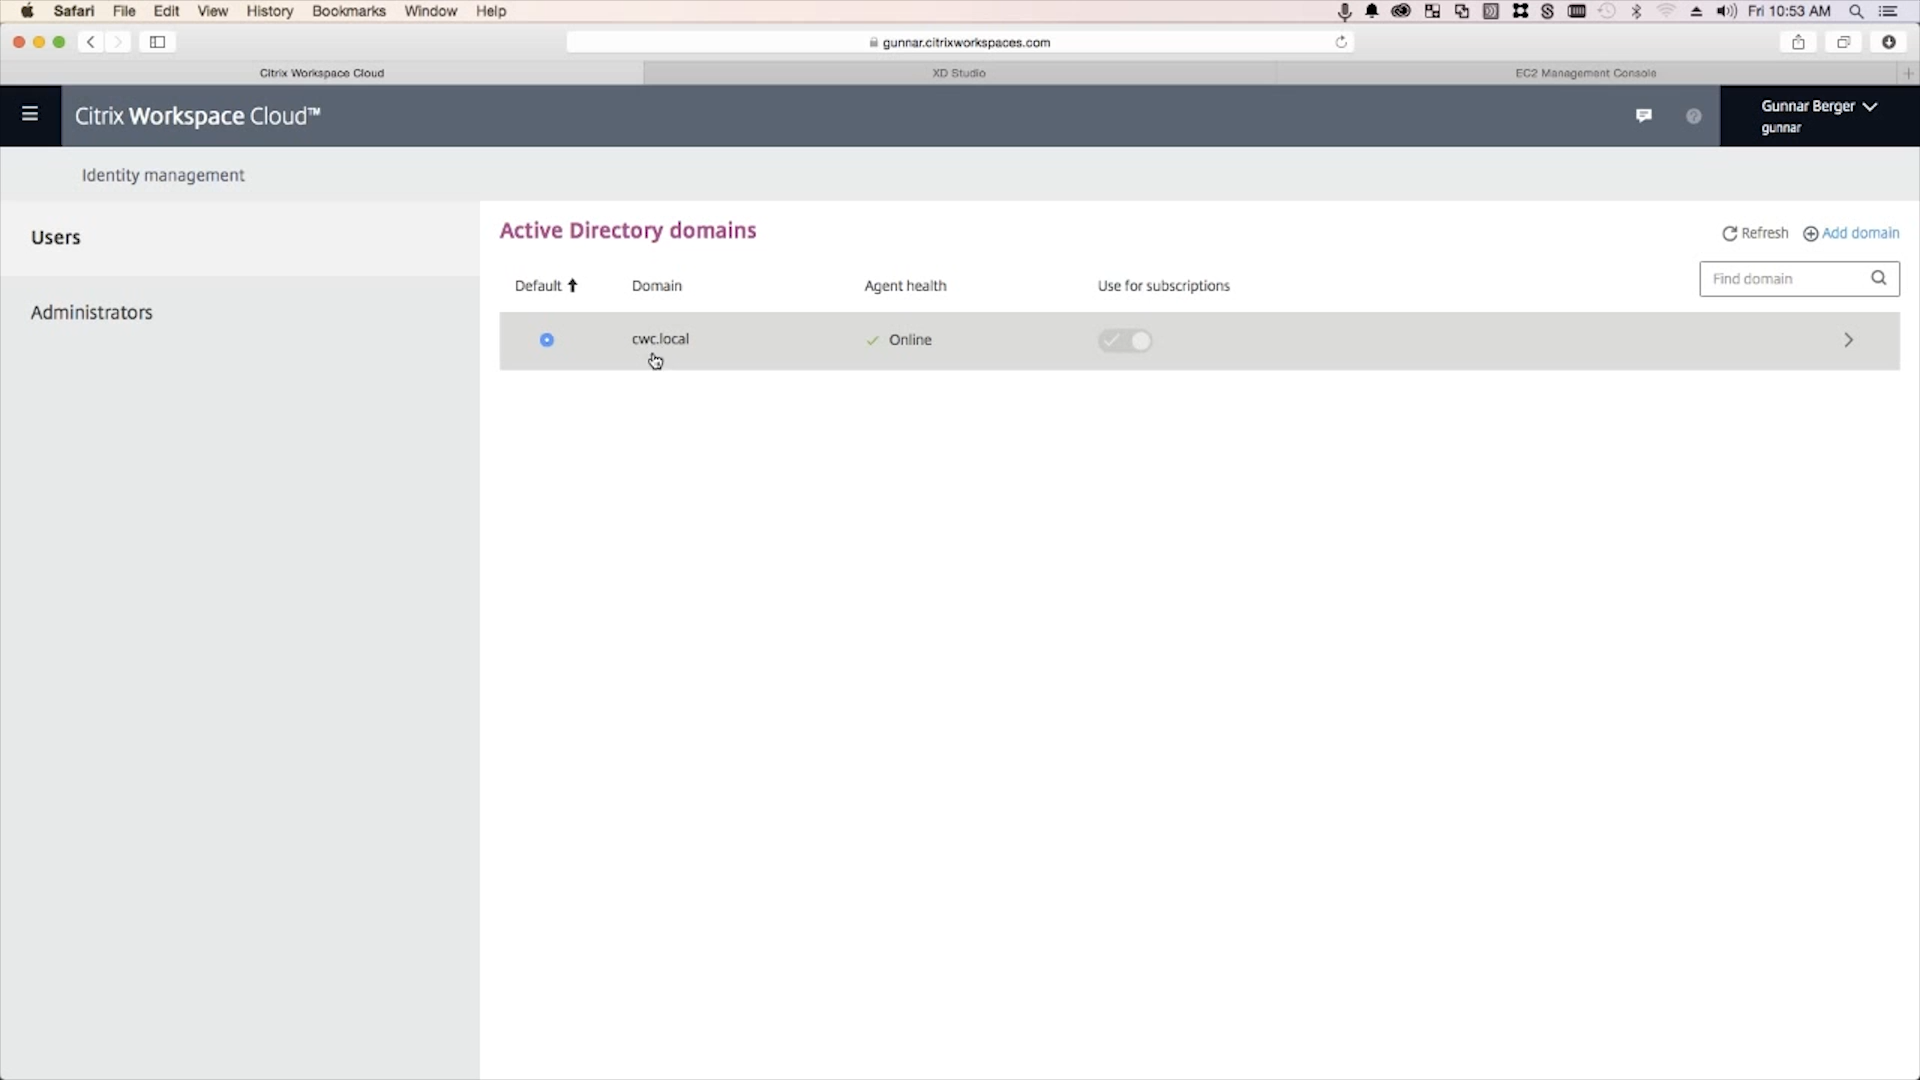 Safari File Edit View History Bookmarks Window Help Fri 10:53 AM
gunnar.citrixworkspaces.com
Citrix Workspace Cloud XD Studio EC2 Management Console
Citrix Workspace Cloud™
Gunnar Berger
gunnar
Identity management
Users
Administrators
Active Directory domains
Refresh Add domain
Find domain
Default Domain Agent health Use for subscriptions
cwc.local Online